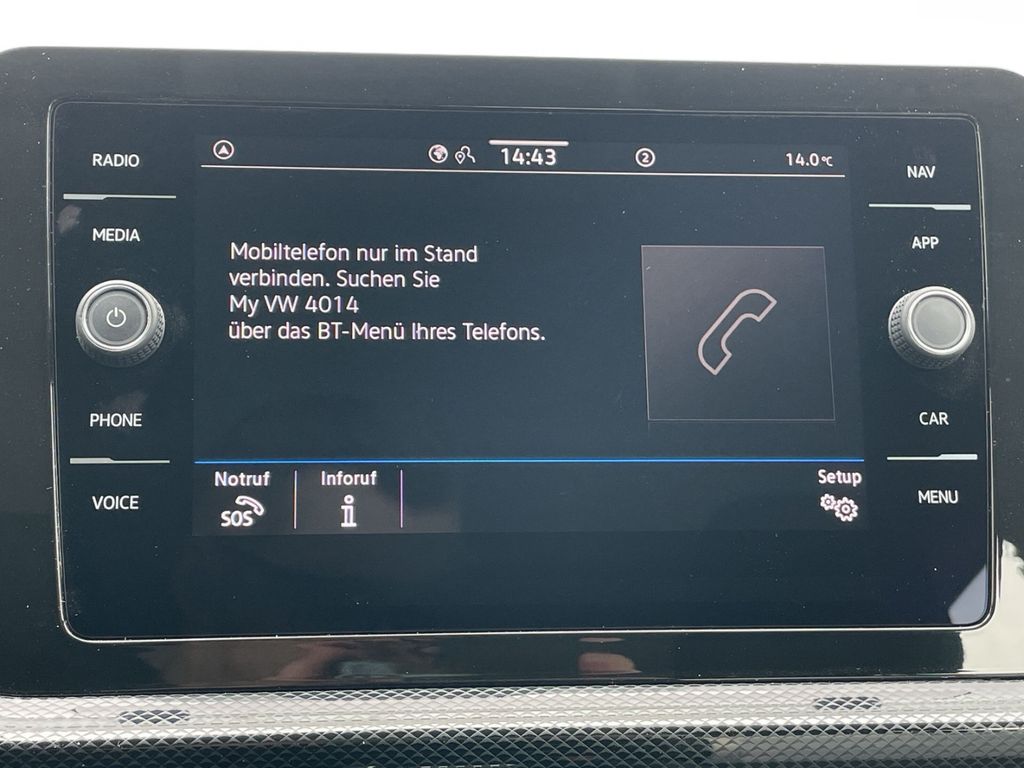 RADIO
MEDIA
PHONE
VOICE
14:43
2
14.0°C
Mobiltelefon nur im Stand
verbinden. Suchen Sie
My VW 4014
über das BT-Menü Ihres Telefons.
Notruf
SOS
Inforuf
i
Setup
NAV
APP
CAR
MENU